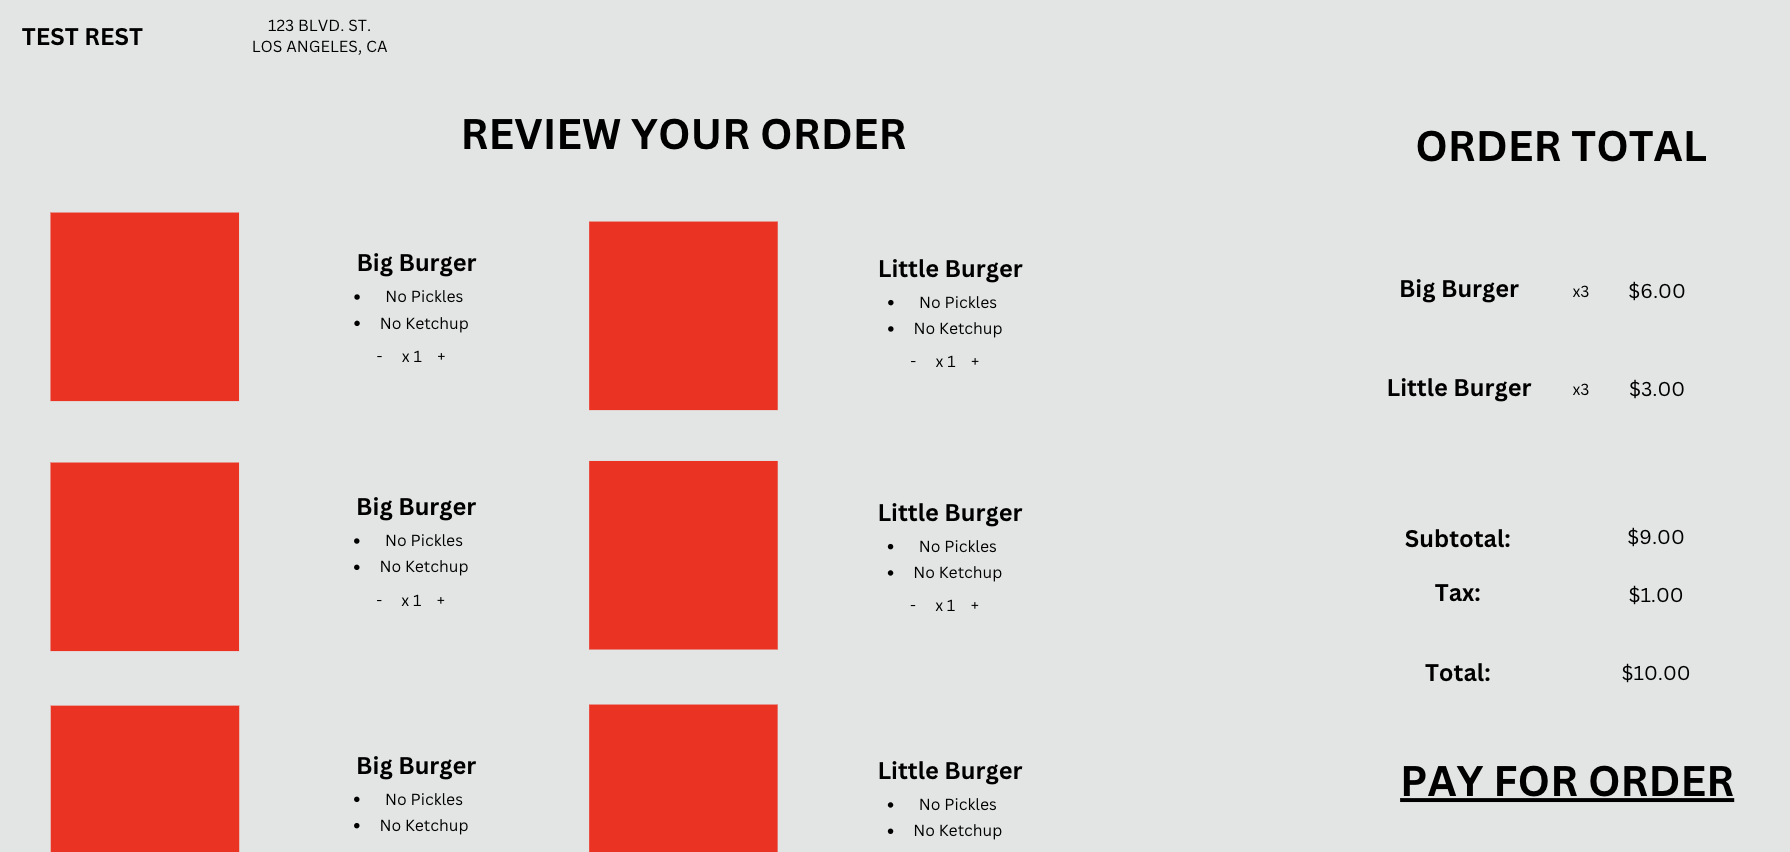 TEST REST
123 BLVD. ST.
LOS ANGELES, CA
REVIEW YOUR ORDER
Big Burger
• No Pickles
• No Ketchup
- x 1 +
Little Burger
• No Pickles
• No Ketchup
- x 1 +
Big Burger
• No Pickles
• No Ketchup
- x 1 +
Little Burger
• No Pickles
• No Ketchup
- x 1 +
Big Burger
• No Pickles
• No Ketchup
Little Burger
• No Pickles
• No Ketchup
ORDER TOTAL
Big Burger x3 $6.00
Little Burger x3 $3.00
Subtotal: $9.00
Tax: $1.00
Total: $10.00
PAY FOR ORDER